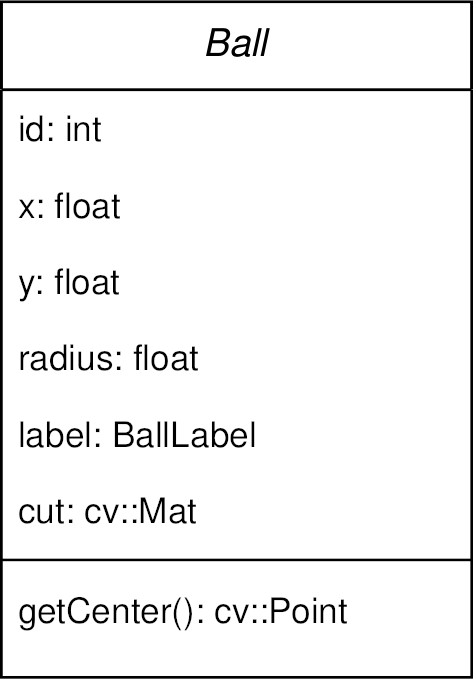 Ball
id: int
x: float
y: float
radius: float
label: BallLabel
cut: cv::Mat
getCenter(): cv::Point